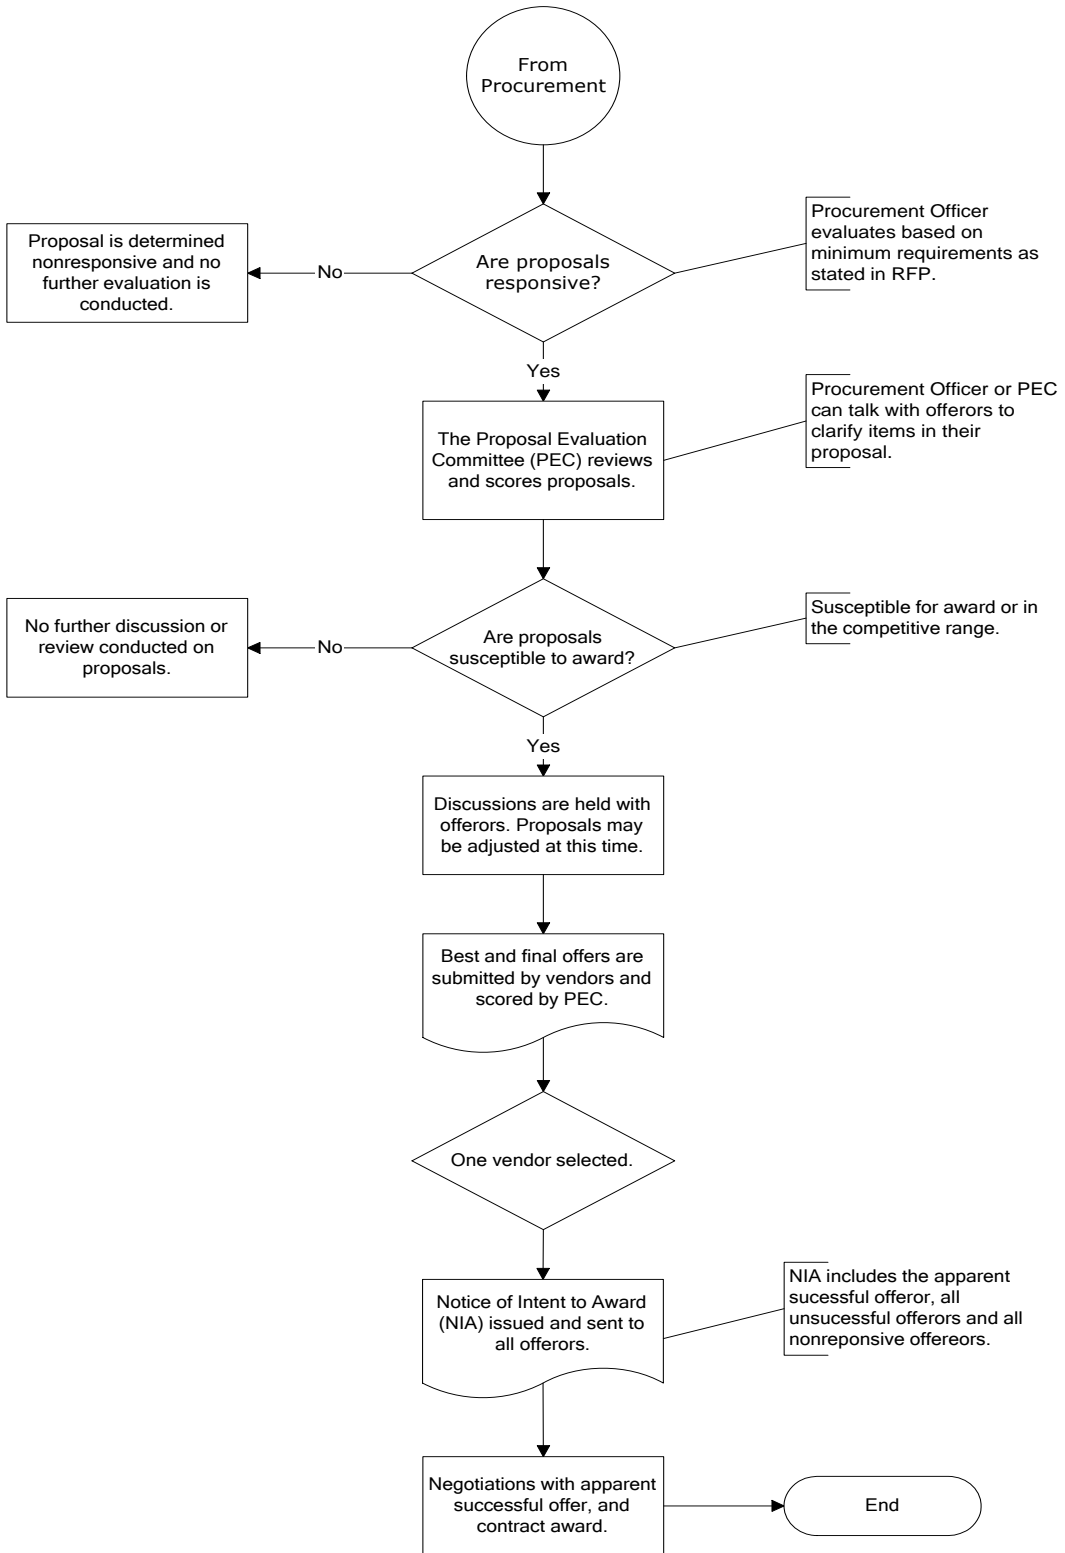 From
Procurement
Procurement Officer
evaluates based on
minimum requirements as
stated in RFP.
Proposal is determined
nonresponsive and no
further evaluation is
conducted.
No
Are proposals
responsive?
Yes
Procurement Officer or PEC
can talk with offerors to
clarify items in their
proposal.
The Proposal Evaluation
Committee (PEC) reviews
and scores proposals.
Susceptible for award or in
the competitive range.
No further discussion or
review conducted on
proposals.
No
Are proposals
susceptible to award?
Yes
Discussions are held with
offerors. Proposals may
be adjusted at this time.
Best and final offers are
submitted by vendors and
scored by PEC.
One vendor selected.
Notice of Intent to Award
(NIA) issued and sent to
all offerors.
NIA includes the apparent
sucessful offeror, all
unsucessful offerors and all
nonreponsive offereors.
Negotiations with apparent
successful offer, and
contract award.
End